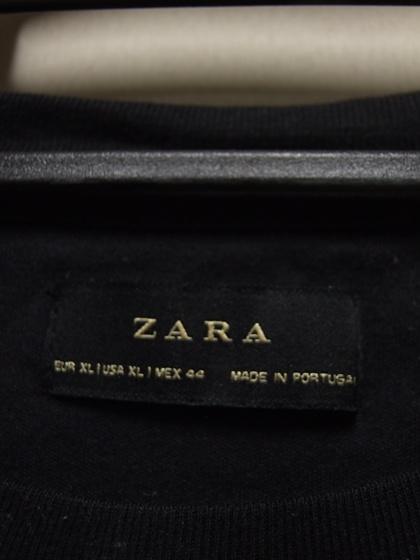 ZARA
EUR XL | USA XL | MEX 44 MADE IN PORTUGAL